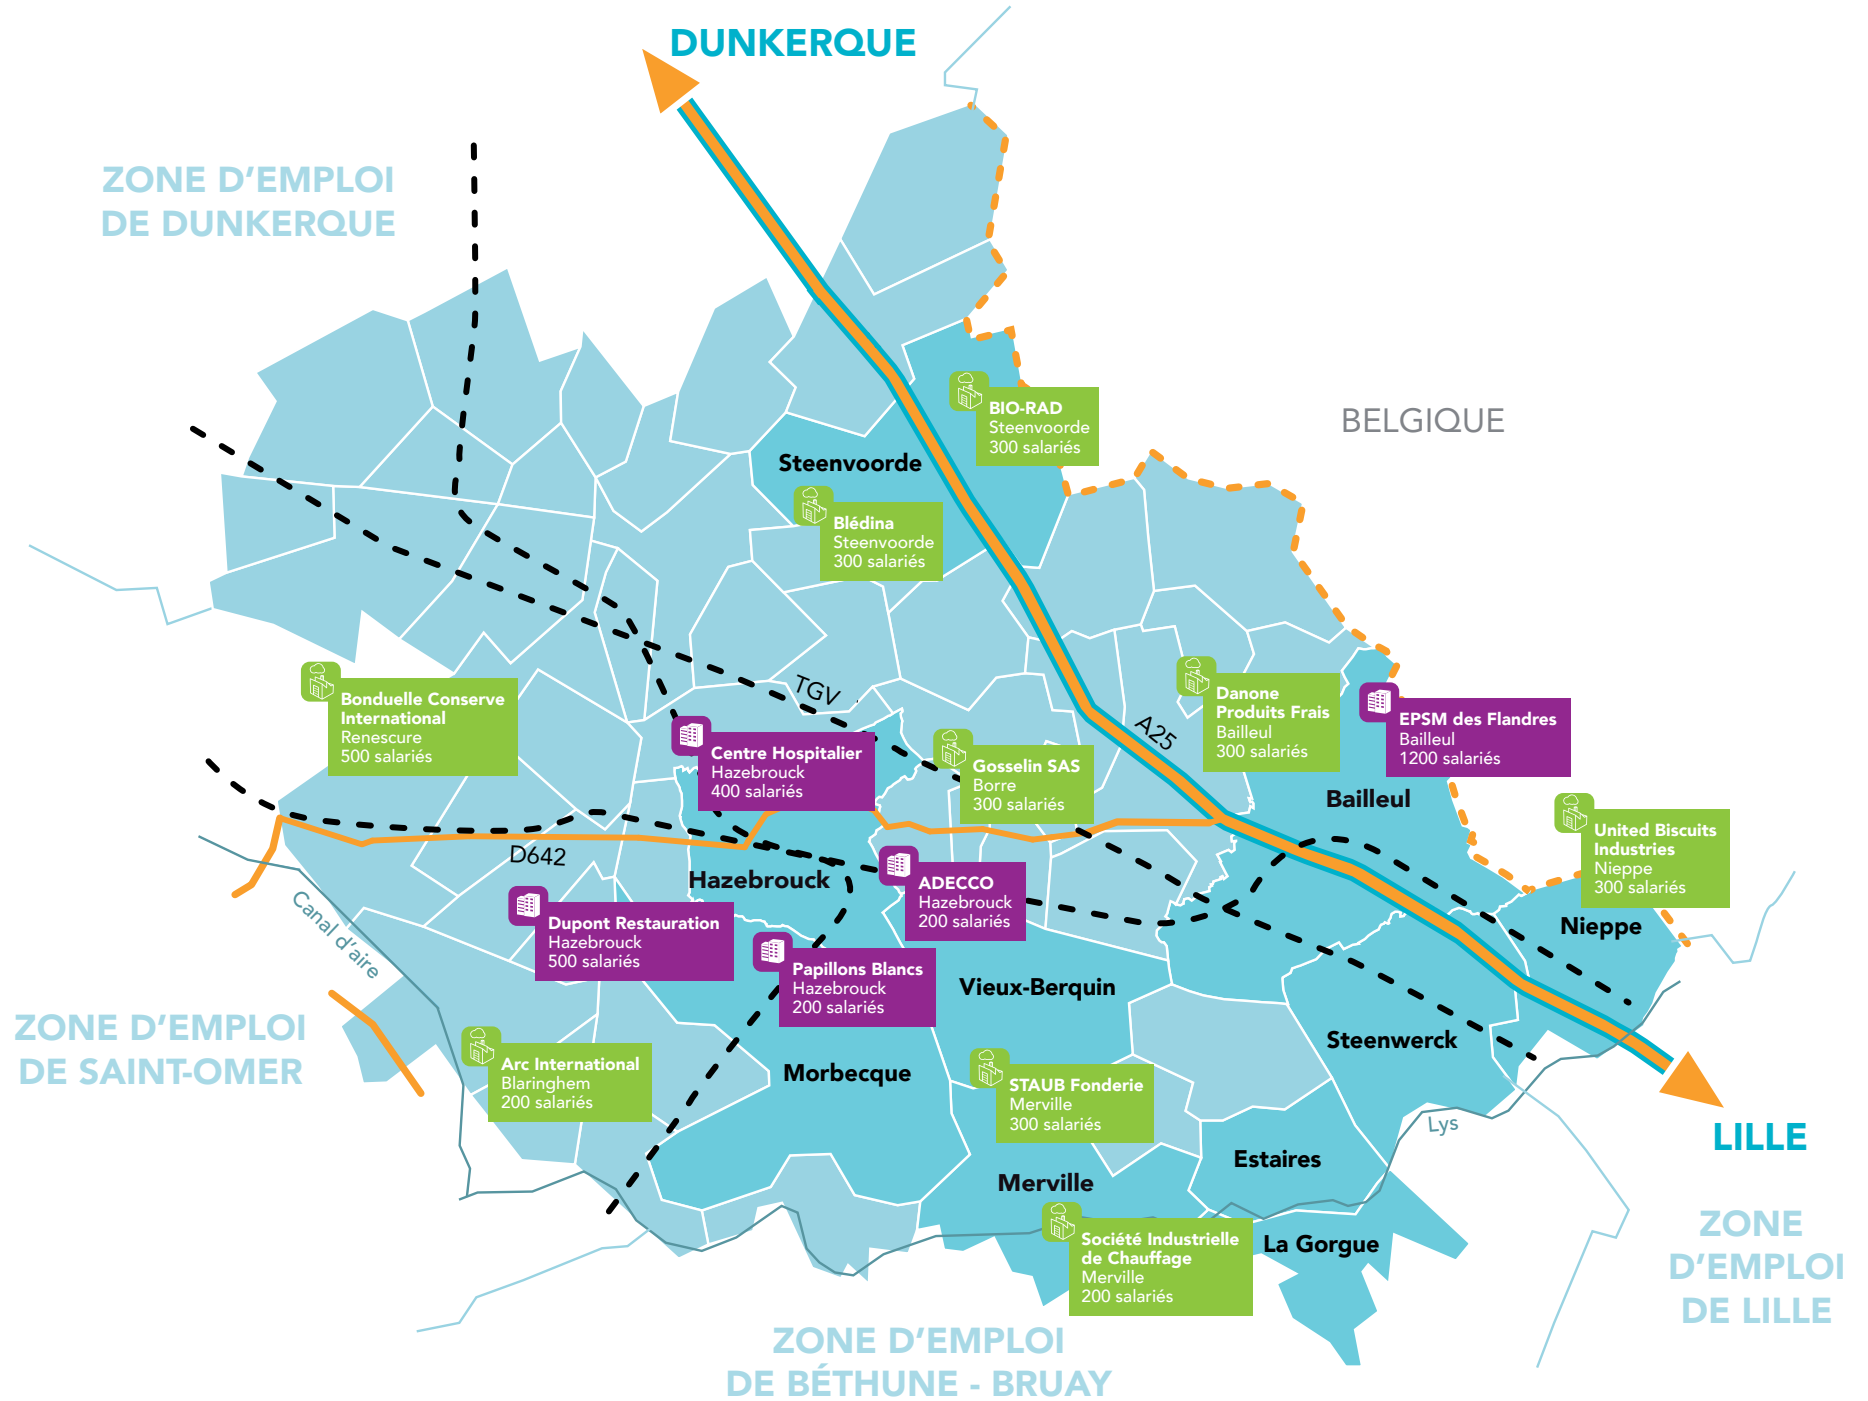 DUNKERQUE
ZONE D’EMPLOI
DE DUNKERQUE
BELGIQUE
BIO-RAD
Steenvoorde
300 salariés
Steenvoorde
Blédina
Steenvoorde
300 salariés
TGV
A25
Bonduelle Conserve
International
Renescure
500 salariés
Centre Hospitalier
Hazebrouck
400 salariés
Gosselin SAS
Borre
300 salariés
Danone
Produits Frais
Bailleul
300 salariés
EPSM des Flandres
Bailleul
1200 salariés
Bailleul
United Biscuits
Industries
Nieppe
300 salariés
D642
Hazebrouck
ADECCO
Hazebrouck
200 salariés
Nieppe
Canal d’aire
Dupont Restauration
Hazebrouck
500 salariés
Papillons Blancs
Hazebrouck
200 salariés
Vieux-Berquin
ZONE D’EMPLOI
DE SAINT-OMER
Steenwerck
Arc International
Blaringhem
200 salariés
Morbecque
STAUB Fonderie
Merville
300 salariés
Lys
LILLE
Estaires
Merville
Société Industrielle
de Chauffage
Merville
200 salariés
La Gorgue
ZONE
D’EMPLOI
DE LILLE
ZONE D’EMPLOI
DE BÉTHUNE - BRUAY